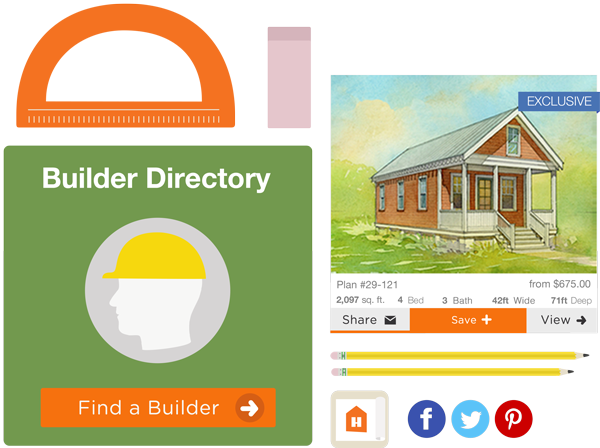 Builder Directory
Find a Builder
EXCLUSIVE
Plan #29-121 from $675.00
2,097 sq. ft. 4 Bed 3 Bath 42ft Wide 71ft Deep
Share Save View
H